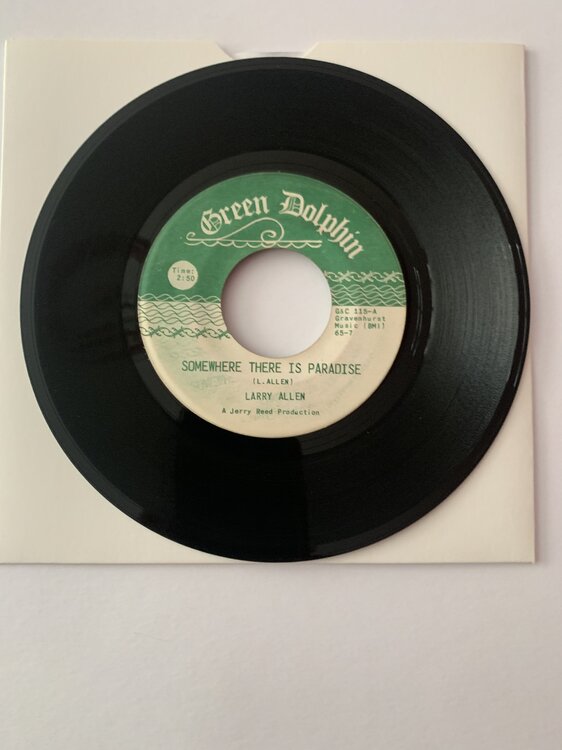 Green Dolphin
Time:
2:50
G&C 115-A
Gravenhurst
Music (BMI)
65-7
SOMEWHERE THERE IS PARADISE
(L. ALLEN)
LARRY ALLEN
A Jerry Reed Production